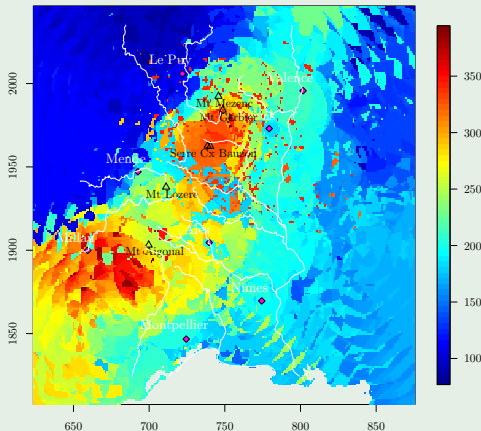 Le Puy
Valence
Mt Mezenc
Mt Gerbier
Serre Cx Bauzon
Mende
Mt Lozere
Millau
Mt Aigoual
Nimes
Montpellier
2000
1950
1900
1850
650
700
750
800
850
350
300
250
200
150
100